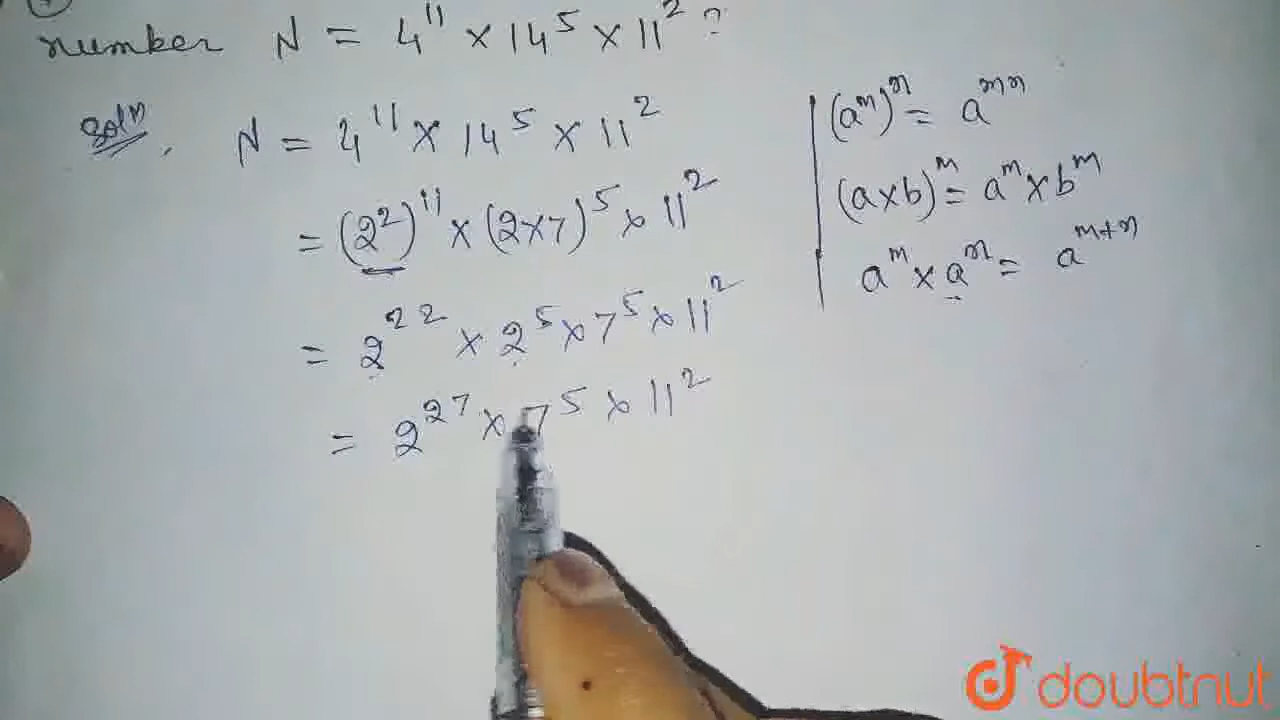 number N = 4^11 × 14^5 × 11^2 ?
Soln, N = 4^11 × 14^5 × 11^2
= (2^2)^11 × (2×7)^5 × 11^2
= 2^22 × 2^5 × 7^5 × 11^2
= 2^27 × 7^5 × 11^2
(a^m)^n = a^mn
(a×b)^m = a^m × b^m
a^m × a^n = a^m+n
doubtnut